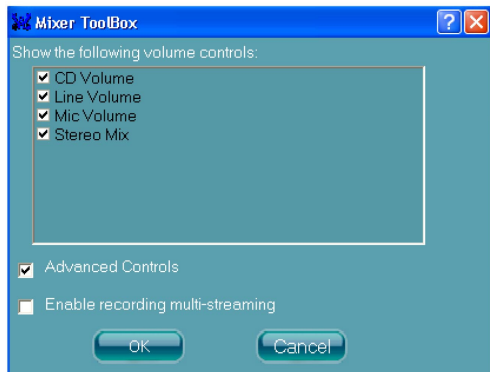 Mixer ToolBox
Show the following volume controls:
CD Volume
Line Volume
Mic Volume
Stereo Mix
Advanced Controls
Enable recording multi-streaming
OK
Cancel